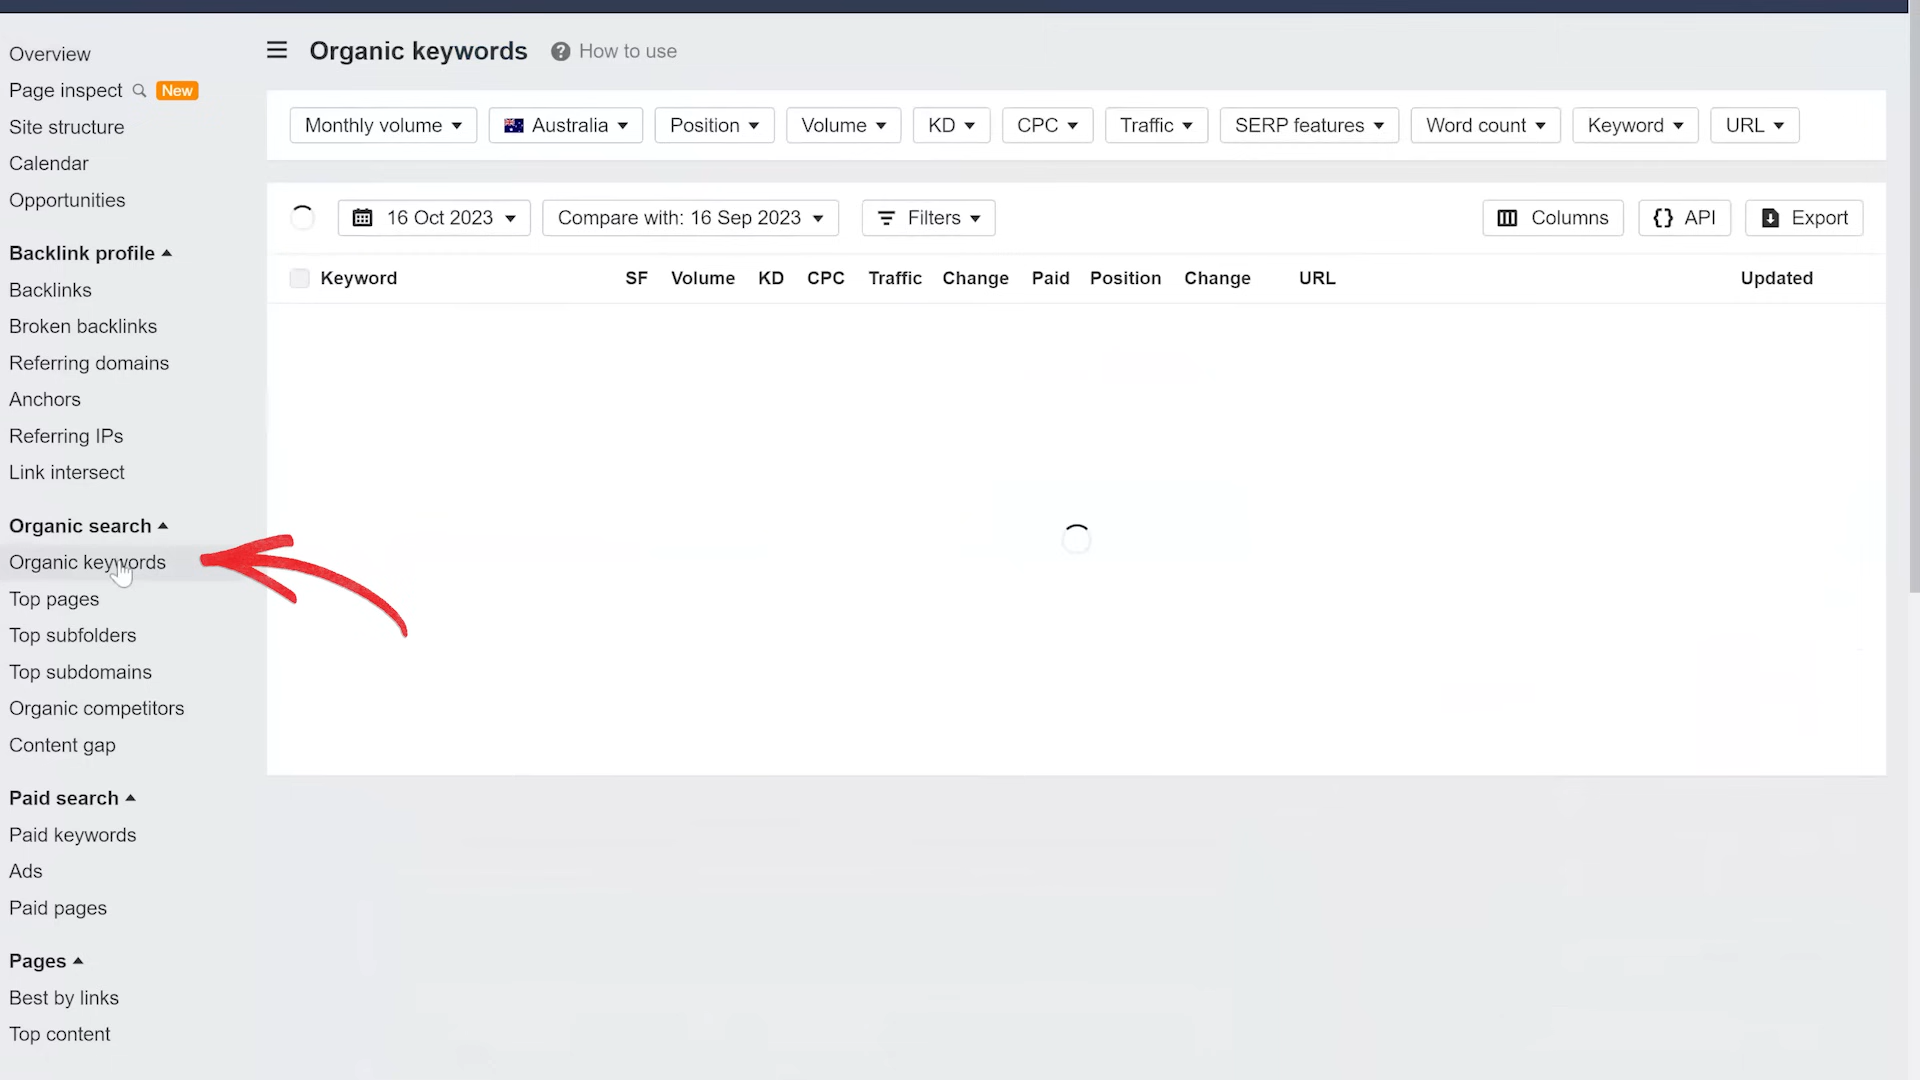 Overview
Page inspect New
Site structure
Calendar
Opportunities
Backlink profile
Backlinks
Broken backlinks
Referring domains
Anchors
Referring IPs
Link intersect
Organic search
Organic keywords
Top pages
Top subfolders
Top subdomains
Organic competitors
Content gap
Paid search
Paid keywords
Ads
Paid pages
Pages
Best by links
Top content
Organic keywords ? How to use
Monthly volume Australia Position Volume KD CPC Traffic SERP features Word count Keyword URL
16 Oct 2023 Compare with: 16 Sep 2023 Filters Columns {} API Export
Keyword SF Volume KD CPC Traffic Change Paid Position Change URL Updated